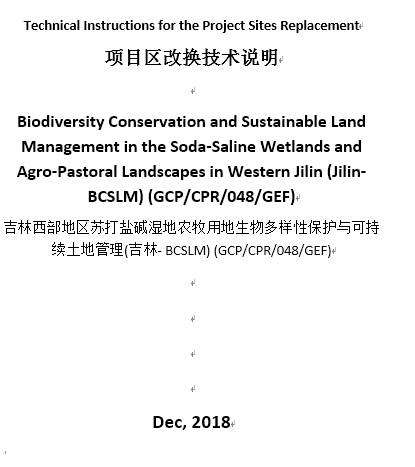 Technical Instructions for the Project Sites Replacement
项目区改换技术说明
Biodiversity Conservation and Sustainable Land
Management in the Soda-Saline Wetlands and
Agro-Pastoral Landscapes in Western Jilin (Jilin-
BCSLM) (GCP/CPR/048/GEF)
吉林西部地区苏打盐碱湿地农牧用地生物多样性保护与可持
续土地管理(吉林- BCSLM) (GCP/CPR/048/GEF)
Dec, 2018